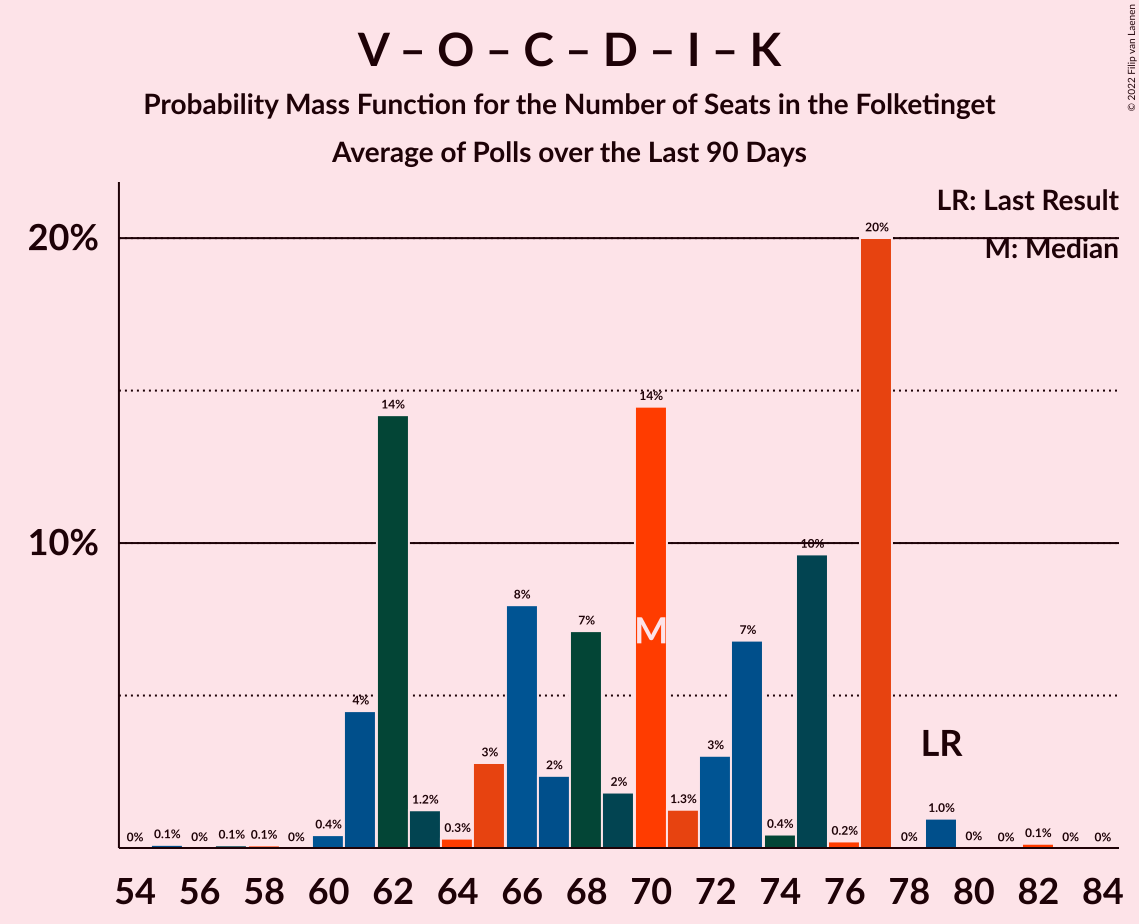 V – O – C – D – I – K
Probability Mass Function for the Number of Seats in the Folketinget
Average of Polls over the Last 90 Days
© 2022 Filip van Laenen
LR: Last Result
M: Median
20%
10%
0% 0.1% 0% 0.1% 0.1% 0% 0.4% 4% 14% 1.2% 0.3% 3% 8% 2% 7% 2% 14% 1.3% 3% 7% 0.4% 10% 0.2% 20% 0% 1.0% 0% 0% 0.1% 0% 0%
M
LR
54 56 58 60 62 64 66 68 70 72 74 76 78 80 82 84